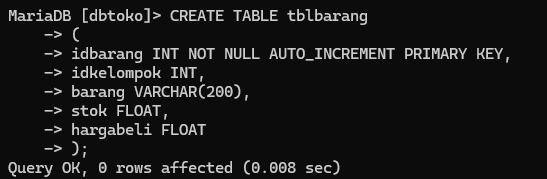 MariaDB [dbtoko]> CREATE TABLE tblbarang
    -> (
    -> idbarang INT NOT NULL AUTO_INCREMENT PRIMARY KEY,
    -> idkelompok INT,
    -> barang VARCHAR(200),
    -> stok FLOAT,
    -> hargabeli FLOAT
    -> );
Query OK, 0 rows affected (0.008 sec)